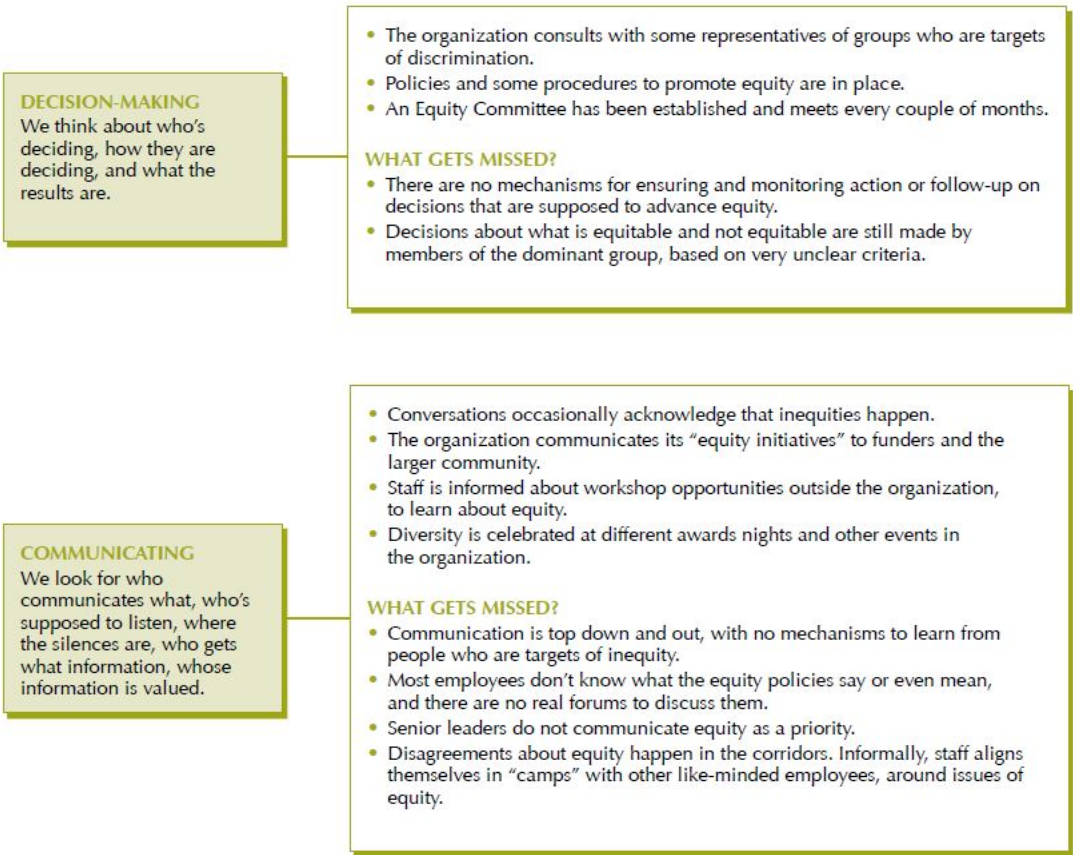 DECISION-MAKING
We think about who's
deciding, how they are
deciding, and what the
results are.
• The organization consults with some representatives of groups who are targets
of discrimination.
• Policies and some procedures to promote equity are in place.
• An Equity Committee has been established and meets every couple of months.
WHAT GETS MISSED?
• There are no mechanisms for ensuring and monitoring action or follow-up on
decisions that are supposed to advance equity.
• Decisions about what is equitable and not equitable are still made by
members of the dominant group, based on very unclear criteria.
COMMUNICATING
We look for who
communicates what, who's
supposed to listen, where
the silences are, who gets
what information, whose
information is valued.
• Conversations occasionally acknowledge that inequities happen.
• The organization communicates its “equity initiatives” to funders and the
larger community.
• Staff is informed about workshop opportunities outside the organization,
to learn about equity.
• Diversity is celebrated at different awards nights and other events in
the organization.
WHAT GETS MISSED?
• Communication is top down and out, with no mechanisms to learn from
people who are targets of inequity.
• Most employees don't know what the equity policies say or even mean,
and there are no real forums to discuss them.
• Senior leaders do not communicate equity as a priority.
• Disagreements about equity happen in the corridors. Informally, staff aligns
themselves in “camps” with other like-minded employees, around issues of
equity.